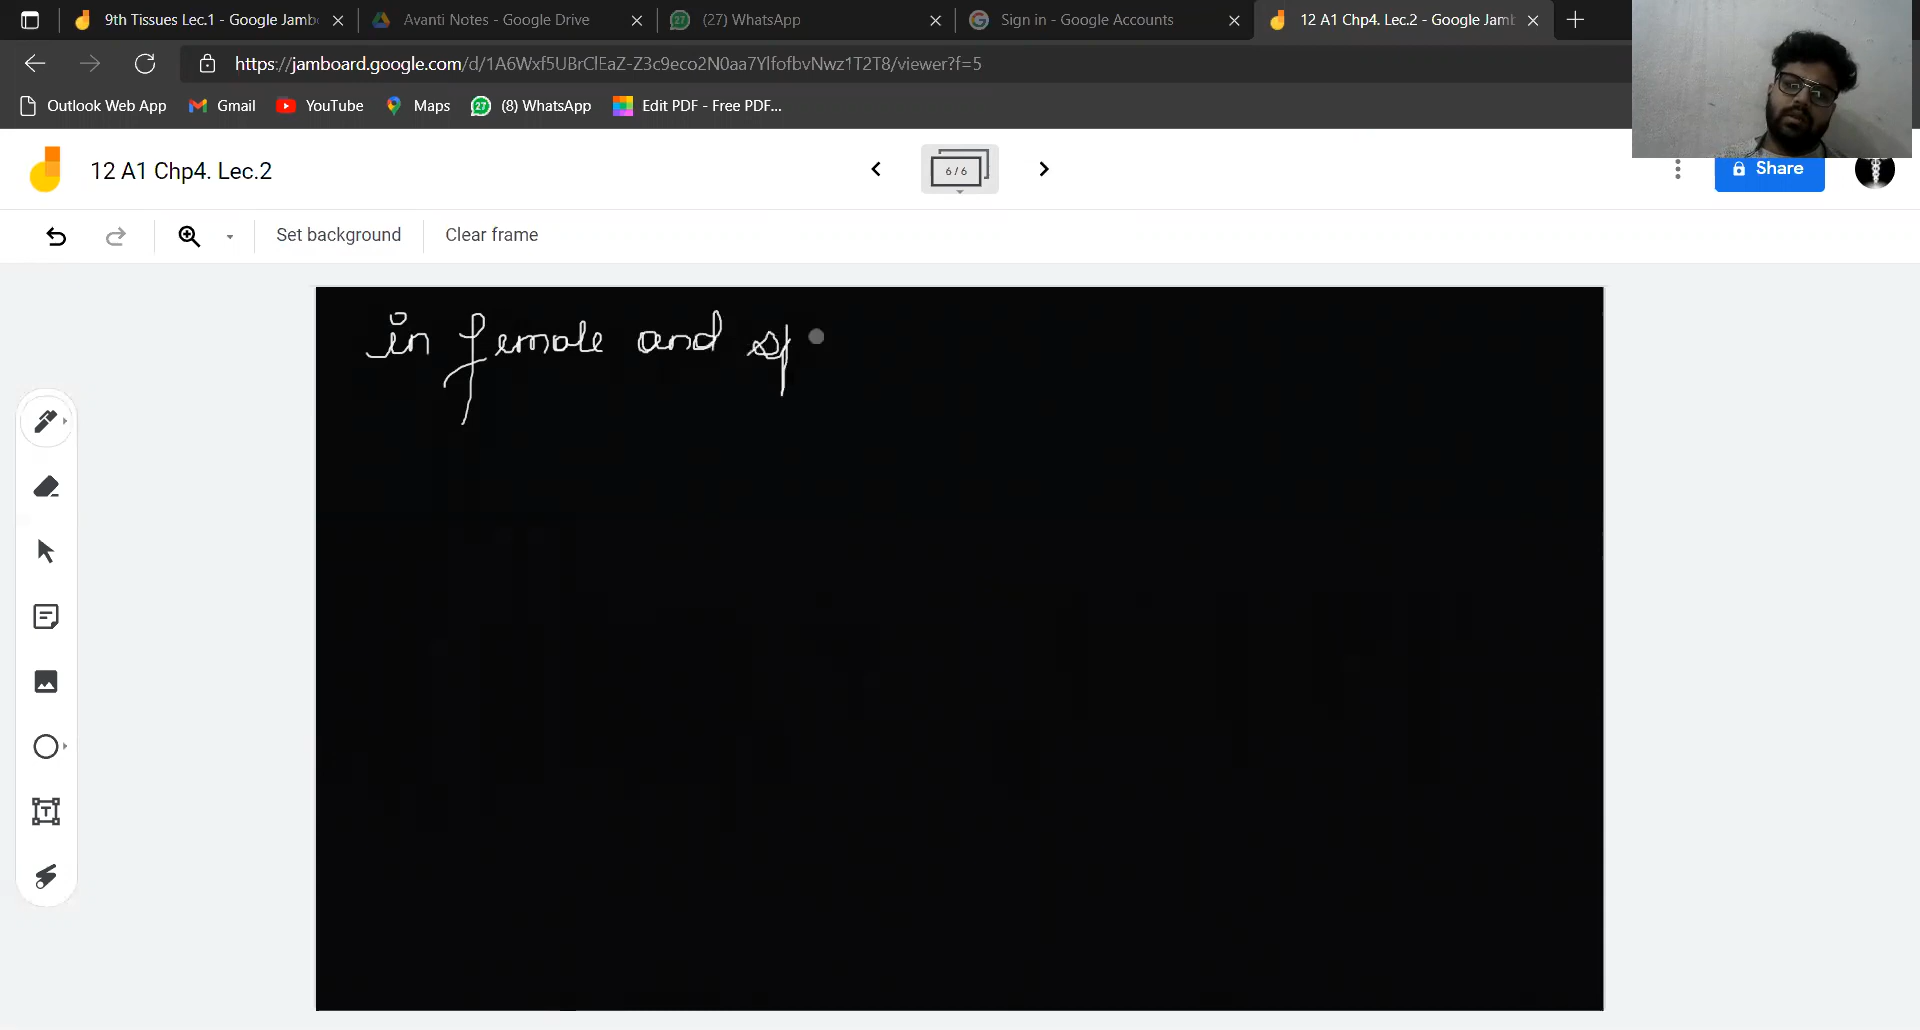 9th Tissues Lec.1 - Google Jamb
Avanti Notes - Google Drive
(27) WhatsApp
Sign in - Google Accounts
12 A1 Chp4. Lec.2 - Google Jamb
https://jamboard.google.com/d/1A6Wxf5UBrClEaZ-Z3c9eco2N0aa7YlfofbvNwz1T2T8/viewer?f=5
Outlook Web App
Gmail
YouTube
Maps
27
(8) WhatsApp
Edit PDF - Free PDF...
12 A1 Chp4. Lec.2
6 / 6
Share
Set background
Clear frame
in female and sp